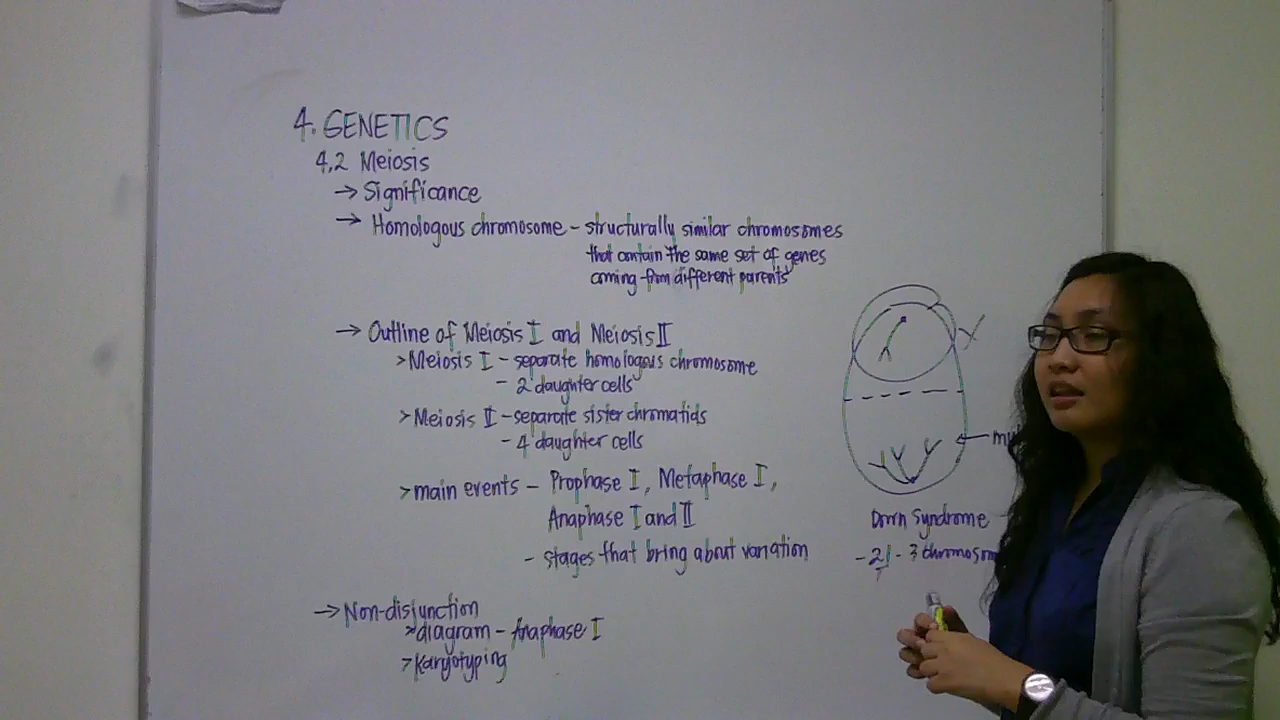 4. GENETICS
4.2 Meiosis
→ Significance
→ Homologous chromosome - structurally similar chromosomes
that contain the same set of genes
coming from different parents
→ Outline of Meiosis I and Meiosis II
> Meiosis I - separate homologous chromosome
- 2 daughter cells
> Meiosis II - separate sister chromatids
- 4 daughter cells
> main events - Prophase I, Metaphase I,
Anaphase I and II
- stages that bring about variation
→ Non-disjunction
> diagram - Anaphase I
> Karyotyping
Down Syndrome -
- 21 - 3 chromosom